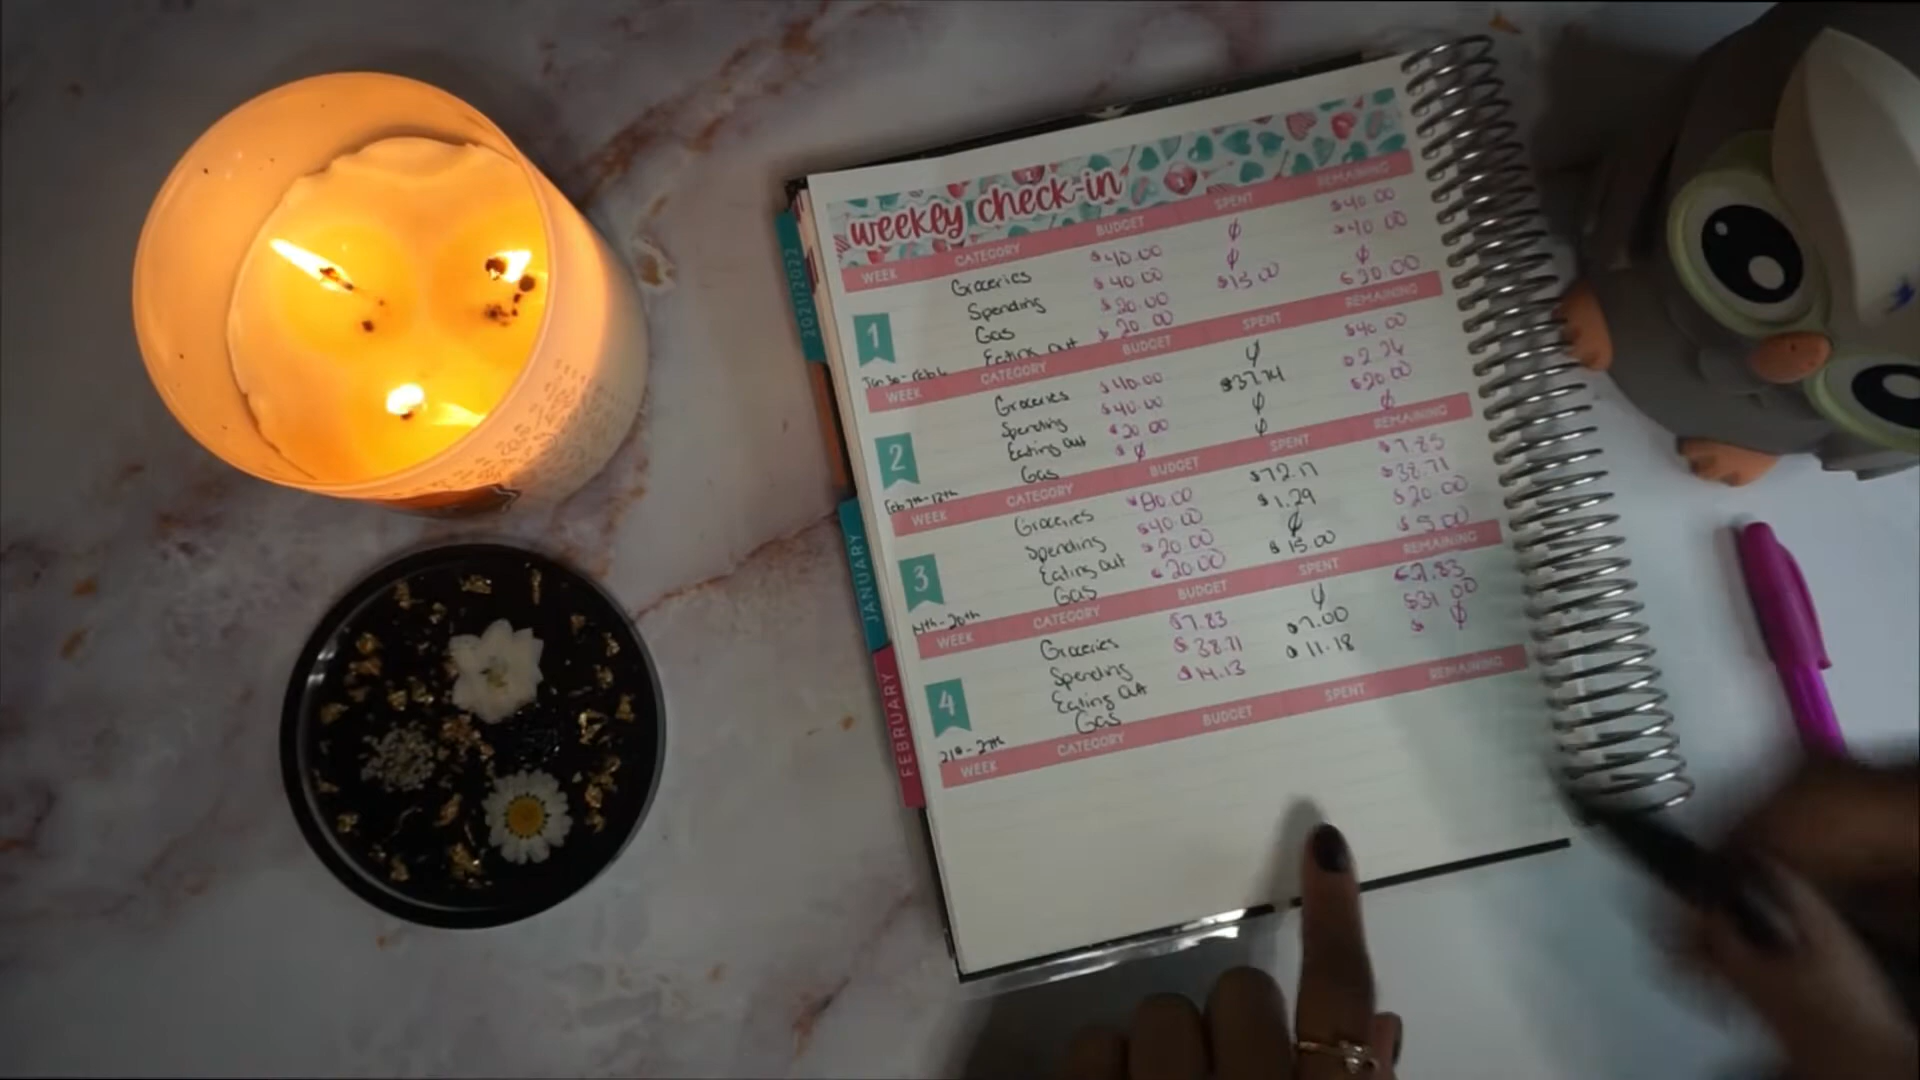 weekly check-in
WEEK CATEGORY BUDGET SPENT REMAINING
Groceries $40.00 ∅ $40.00
Spending $40.00 ∅ $40.00
Gas $20.00 $15.00 ∅
Eating out $20.00 $20.00
1
WEEK CATEGORY BUDGET SPENT REMAINING
Groceries $40.00 ∅ $40.00
Spending $40.00 $37.74 $2.26
Eating out $20.00 ∅ $20.00
Gas $∅ ∅ ∅
2
Feb 7th-13th
WEEK CATEGORY BUDGET SPENT REMAINING
Groceries $80.00 $72.17 $7.83
Spending $40.00 $1.29 $38.71
Eating out $20.00 ∅ $20.00
Gas $20.00 $15.00 $5.00
3
14th-20th
WEEK CATEGORY BUDGET SPENT REMAINING
Groceries $7.83 ∅ $7.83
Spending $38.71 $7.00 $31.00
Eating Out $14.13 $11.18 $ ∅
Gas
4
21st-27th
WEEK CATEGORY BUDGET SPENT REMAINING
2021/2022
JANUARY
FEBRUARY